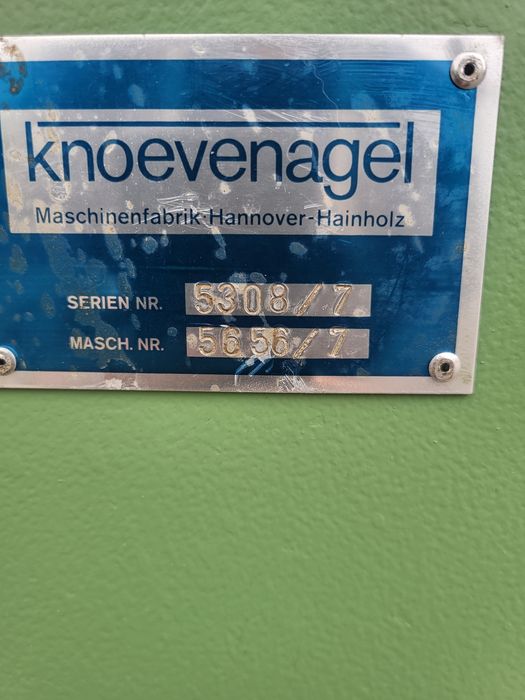 knoevenagel
Maschinenfabrik·Hannover-Hainholz
SERIEN NR. 5308/7
MASCH. NR. 5656/7